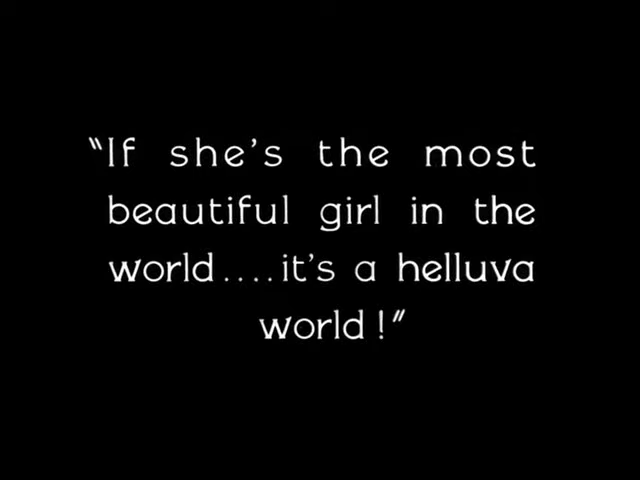 "If she's the most
beautiful girl in the
world....it's a helluva
world!"